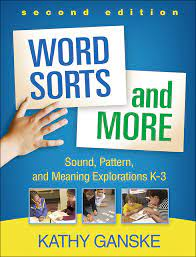 second edition
WORD
SORTS
and
MORE
Sound, Pattern,
and Meaning Explorations K–3
KATHY GANSKE